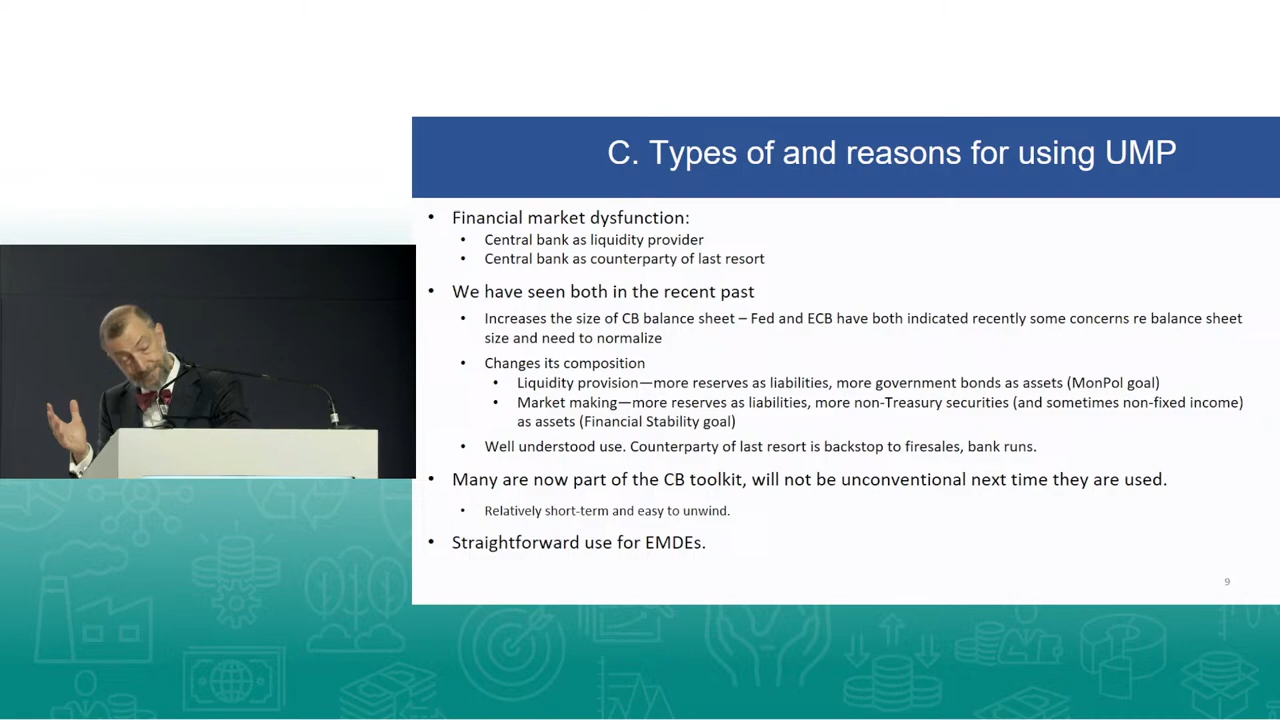 C. Types of and reasons for using UMP
• Financial market dysfunction:
• Central bank as liquidity provider
• Central bank as counterparty of last resort
• We have seen both in the recent past
• Increases the size of CB balance sheet – Fed and ECB have both indicated recently some concerns re balance sheet
size and need to normalize
• Changes its composition
• Liquidity provision—more reserves as liabilities, more government bonds as assets (MonPol goal)
• Market making—more reserves as liabilities, more non-Treasury securities (and sometimes non-fixed income)
as assets (Financial Stability goal)
• Well understood use. Counterparty of last resort is backstop to firesales, bank runs.
• Many are now part of the CB toolkit, will not be unconventional next time they are used.
• Relatively short-term and easy to unwind.
• Straightforward use for EMDEs.
9